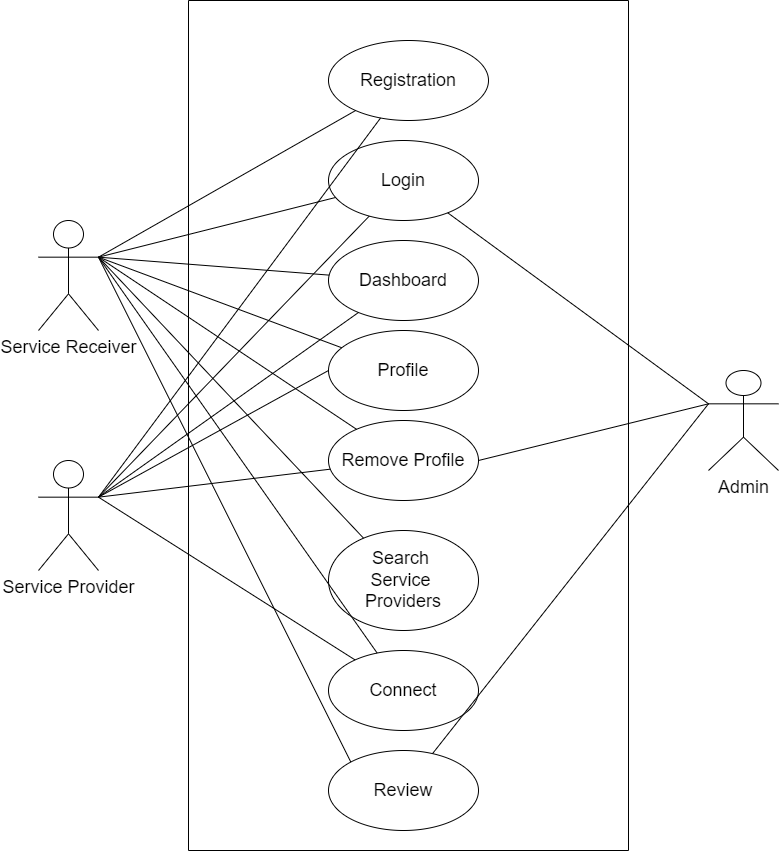 Registration
Login
Dashboard
Service Receiver
Profile
Remove Profile
Admin
Search
Service
Providers
Service Provider
Connect
Review